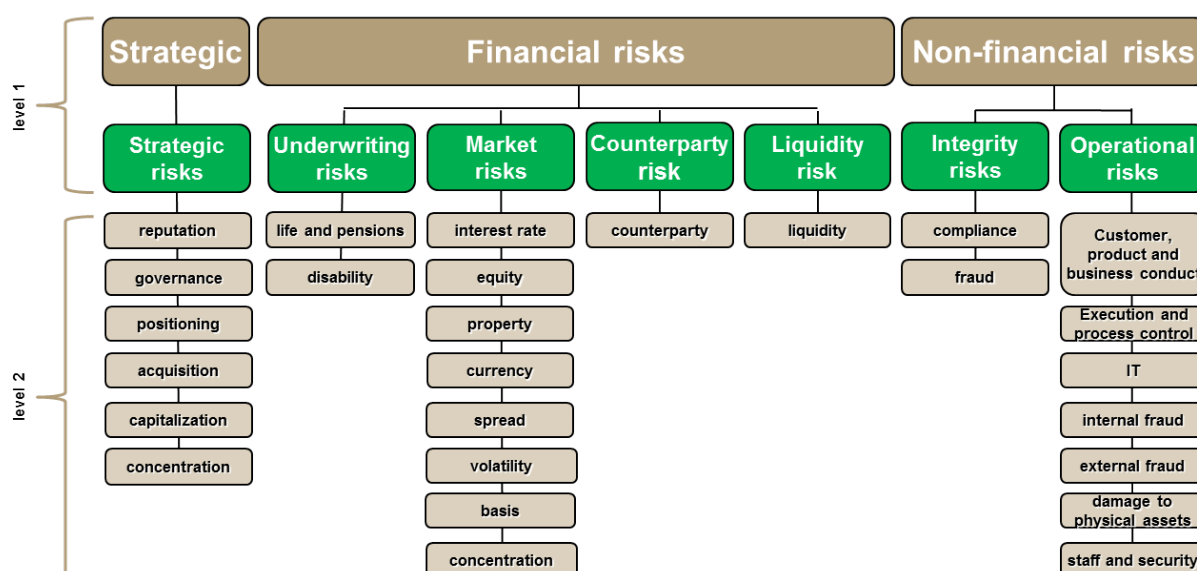 level 1
Strategic
Financial risks
Non-financial risks
Strategic
risks
Underwriting
risks
Market
risks
Counterparty
risk
Liquidity
risk
Integrity
risks
Operational
risks
level 2
reputation
governance
positioning
acquisition
capitalization
concentration
life and pensions
disability
interest rate
equity
property
currency
spread
volatility
basis
concentration
counterparty
liquidity
compliance
fraud
Customer,
product and
business conduct
Execution and
process control
IT
internal fraud
external fraud
damage to
physical assets
staff and security